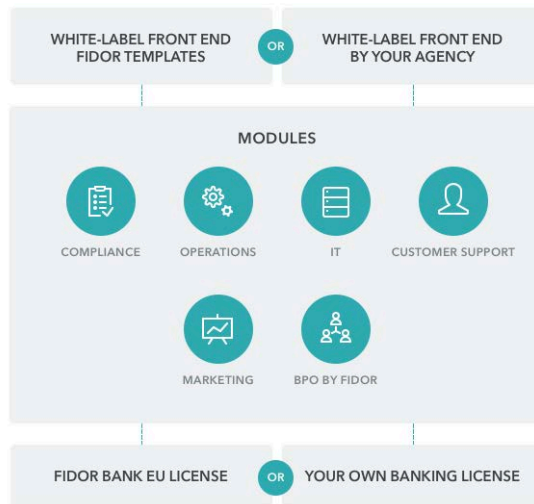 WHITE-LABEL FRONT END
FIDOR TEMPLATES
OR
WHITE-LABEL FRONT END
BY YOUR AGENCY
MODULES
COMPLIANCE
OPERATIONS
IT
CUSTOMER SUPPORT
MARKETING
BPO BY FIDOR
FIDOR BANK EU LICENSE
OR
YOUR OWN BANKING LICENSE